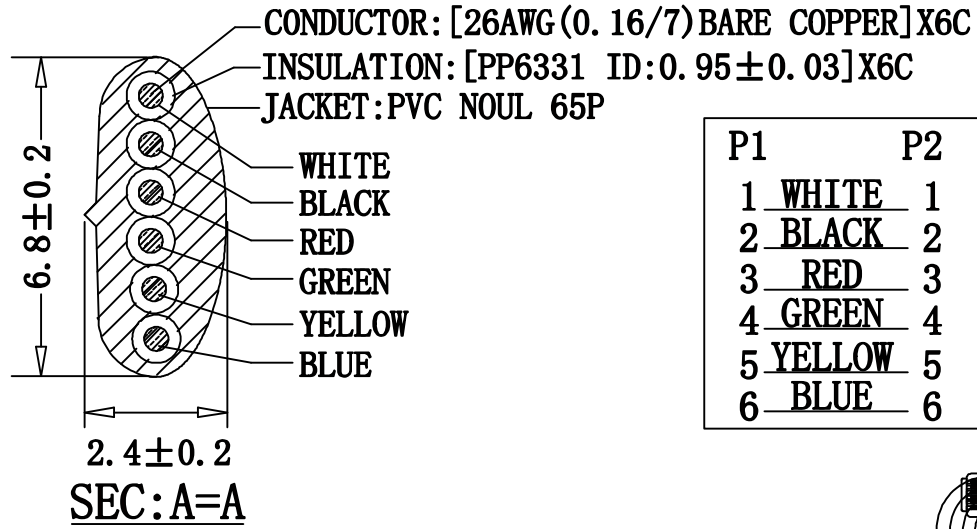 CONDUCTOR:[26AWG(0.16/7)BARE COPPER]X6C
INSULATION:[PP6331 ID:0.95±0.03]X6C
JACKET:PVC NOUL 65P
6.8±0.2
WHITE
BLACK
RED
GREEN
YELLOW
BLUE
2.4±0.2
SEC:A=A
P1 P2
1 WHITE 1
2 BLACK 2
3 RED 3
4 GREEN 4
5 YELLOW 5
6 BLUE 6